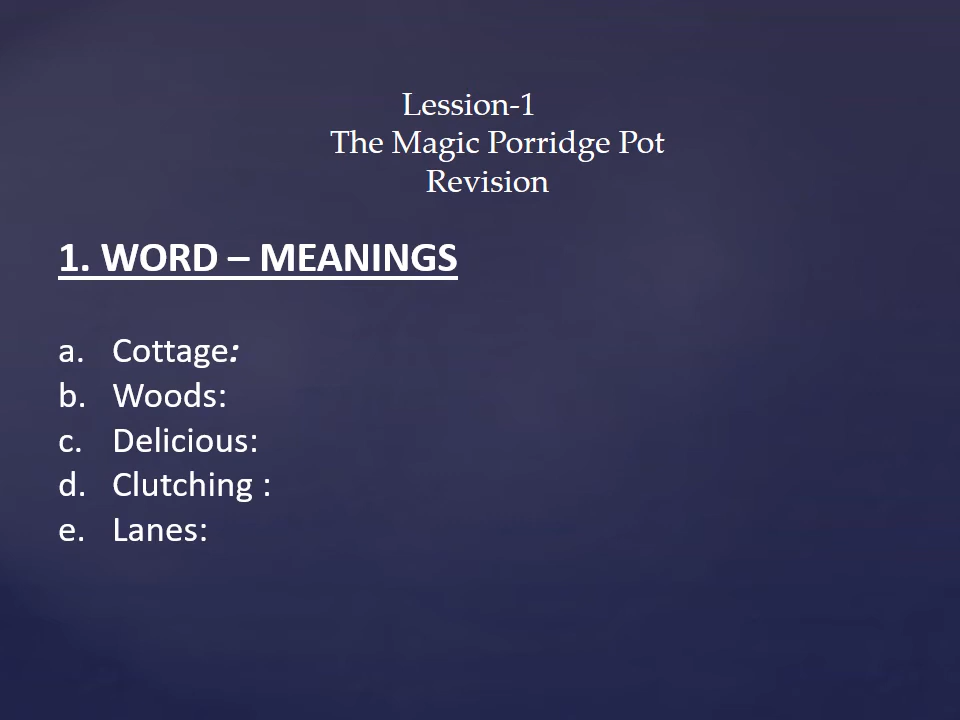 Lession-1
The Magic Porridge Pot
Revision
1. WORD – MEANINGS
a. Cottage:
b. Woods:
c. Delicious:
d. Clutching :
e. Lanes: